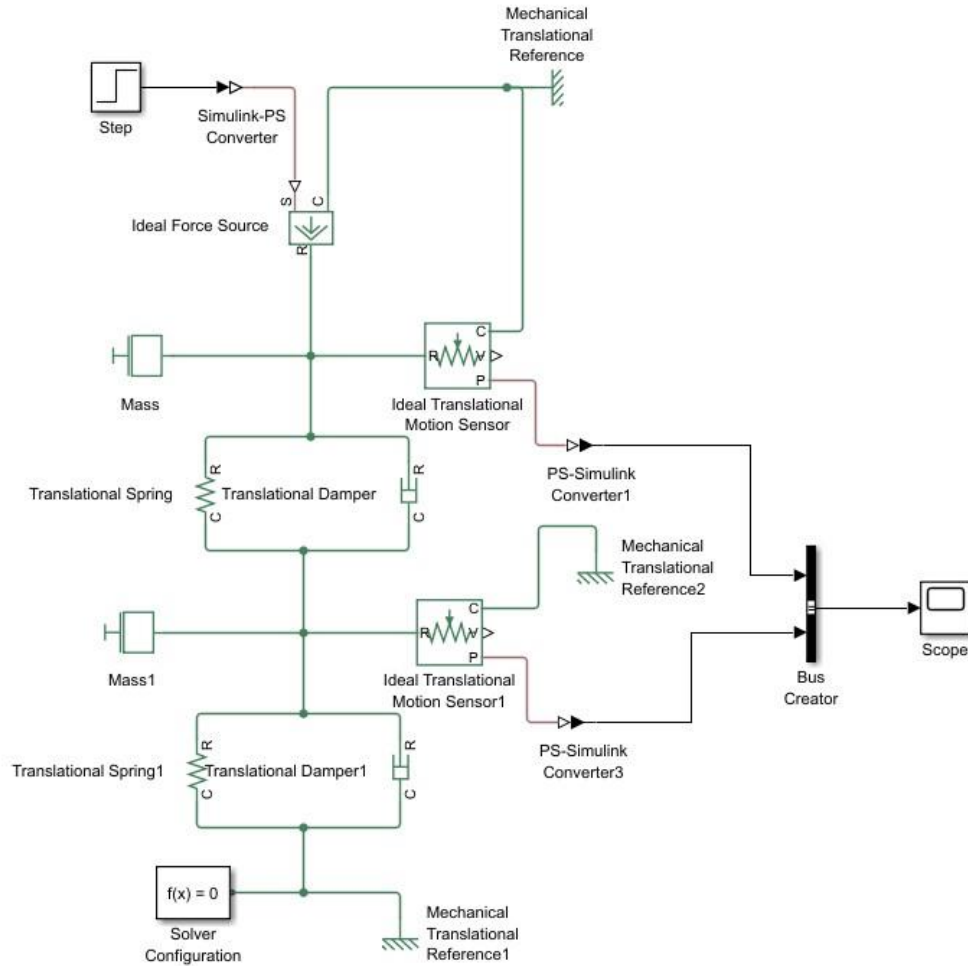 Mechanical
Translational
Reference
Step
Simulink-PS
Converter
S
C
Ideal Force Source
R
C
R
V
P
Mass
Ideal Translational
Motion Sensor
R
R
Translational Spring
Translational Damper
C
C
PS-Simulink
Converter1
Mechanical
Translational
Reference2
C
R
V
P
Mass1
Ideal Translational
Motion Sensor1
Scope
Bus
Creator
R
R
Translational Spring1
Translational Damper1
C
C
PS-Simulink
Converter3
f(x) = 0
Solver
Configuration
Mechanical
Translational
Reference1